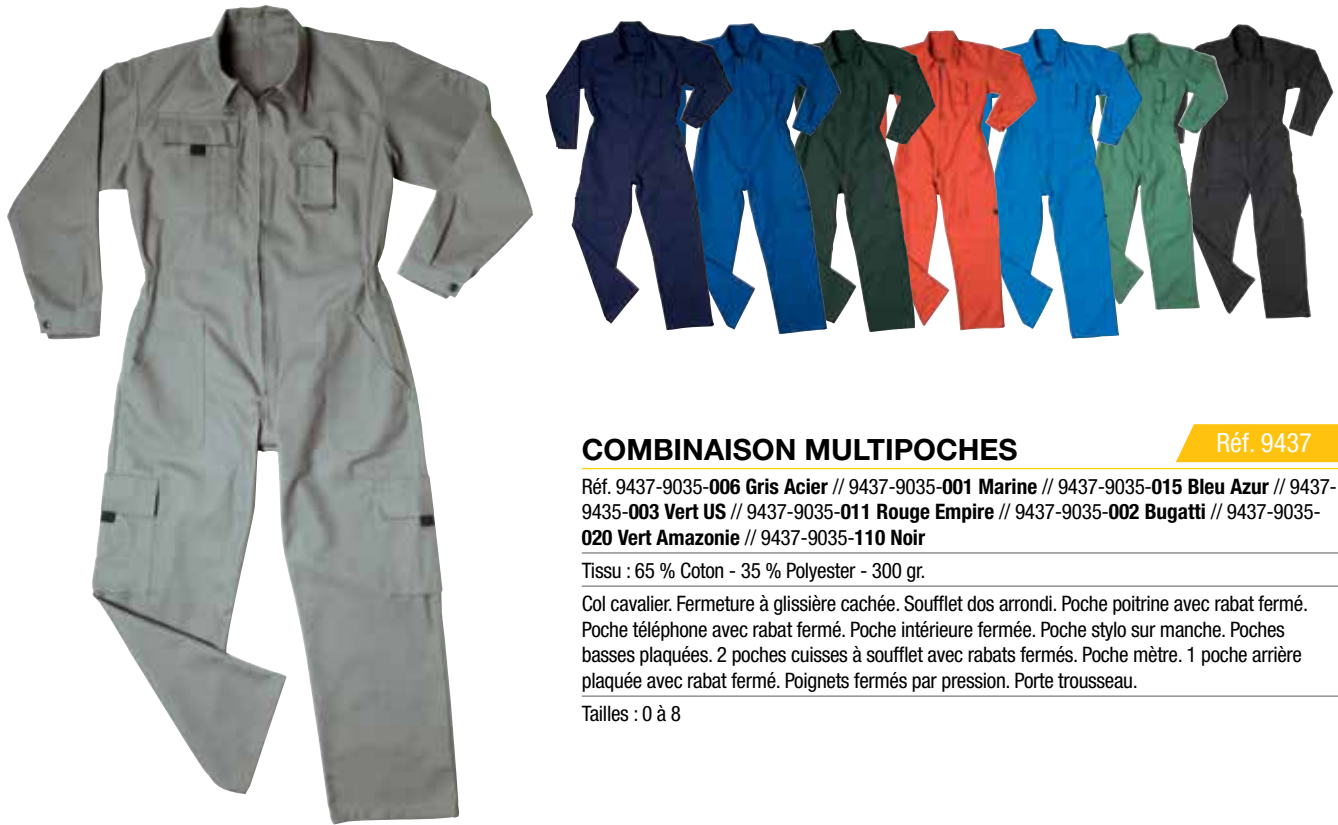 COMBINAISON MULTIPOCHES
Réf. 9437
Réf. 9437-9035-006 Gris Acier // 9437-9035-001 Marine // 9437-9035-015 Bleu Azur // 9437-
9435-003 Vert US // 9437-9035-011 Rouge Empire // 9437-9035-002 Bugatti // 9437-9035-
020 Vert Amazonie // 9437-9035-110 Noir
Tissu : 65 % Coton - 35 % Polyester - 300 gr.
Col cavalier. Fermeture à glissière cachée. Soufflet dos arrondi. Poche poitrine avec rabat fermé.
Poche téléphone avec rabat fermé. Poche intérieure fermée. Poche stylo sur manche. Poches
basses plaquées. 2 poches cuisses à soufflet avec rabats fermés. Poche mètre. 1 poche arrière
plaquée avec rabat fermé. Poignets fermés par pression. Porte trousseau.
Tailles : 0 à 8